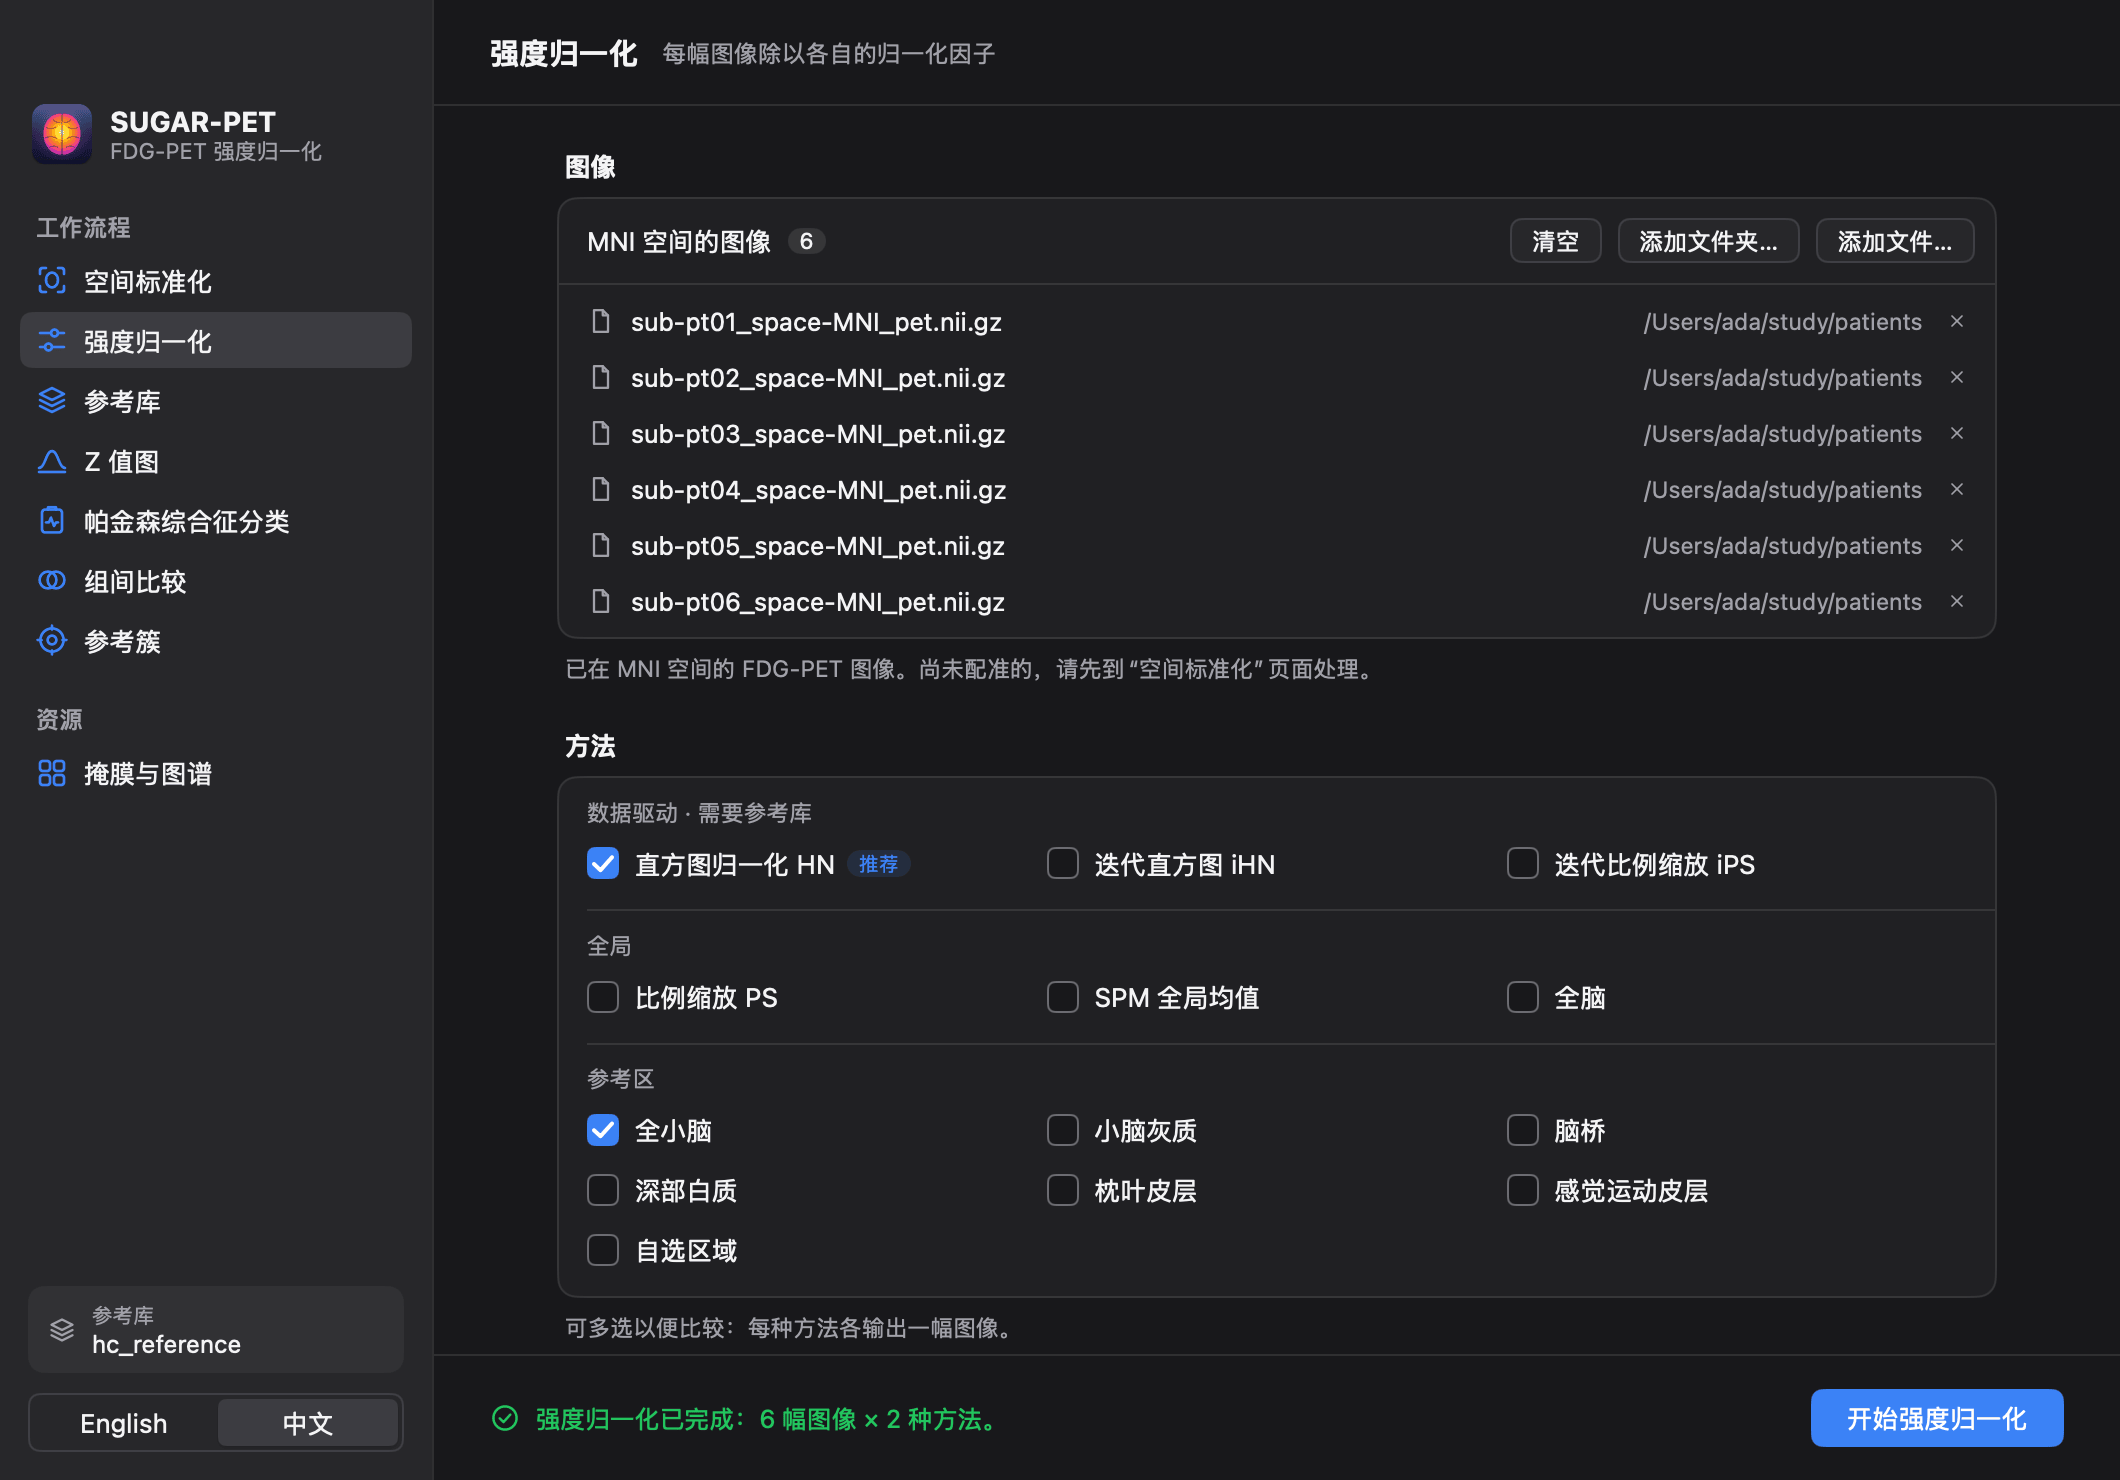 SUGAR-PET
FDG-PET 强度归一化
工作流程
空间标准化
强度归一化
参考库
Z 值图
帕金森综合征分类
组间比较
参考簇
资源
掩膜与图谱
参考库
hc_reference
English
中文
强度归一化 每幅图像除以各自的归一化因子
图像
MNI 空间的图像 6 清空 添加文件夹... 添加文件...
sub-pt01_space-MNI_pet.nii.gz /Users/ada/study/patients ×
sub-pt02_space-MNI_pet.nii.gz /Users/ada/study/patients ×
sub-pt03_space-MNI_pet.nii.gz /Users/ada/study/patients ×
sub-pt04_space-MNI_pet.nii.gz /Users/ada/study/patients ×
sub-pt05_space-MNI_pet.nii.gz /Users/ada/study/patients ×
sub-pt06_space-MNI_pet.nii.gz /Users/ada/study/patients ×
已在 MNI 空间的 FDG-PET 图像。尚未配准的，请先到“空间标准化”页面处理。
方法
数据驱动 · 需要参考库
直方图归一化 HN 推荐 迭代直方图 iHN 迭代比例缩放 iPS
全局
比例缩放 PS SPM 全局均值 全脑
参考区
全小脑 小脑灰质 脑桥
深部白质 枕叶皮层 感觉运动皮层
自选区域
可多选以便比较：每种方法各输出一幅图像。
强度归一化已完成：6 幅图像 × 2 种方法。 开始强度归一化